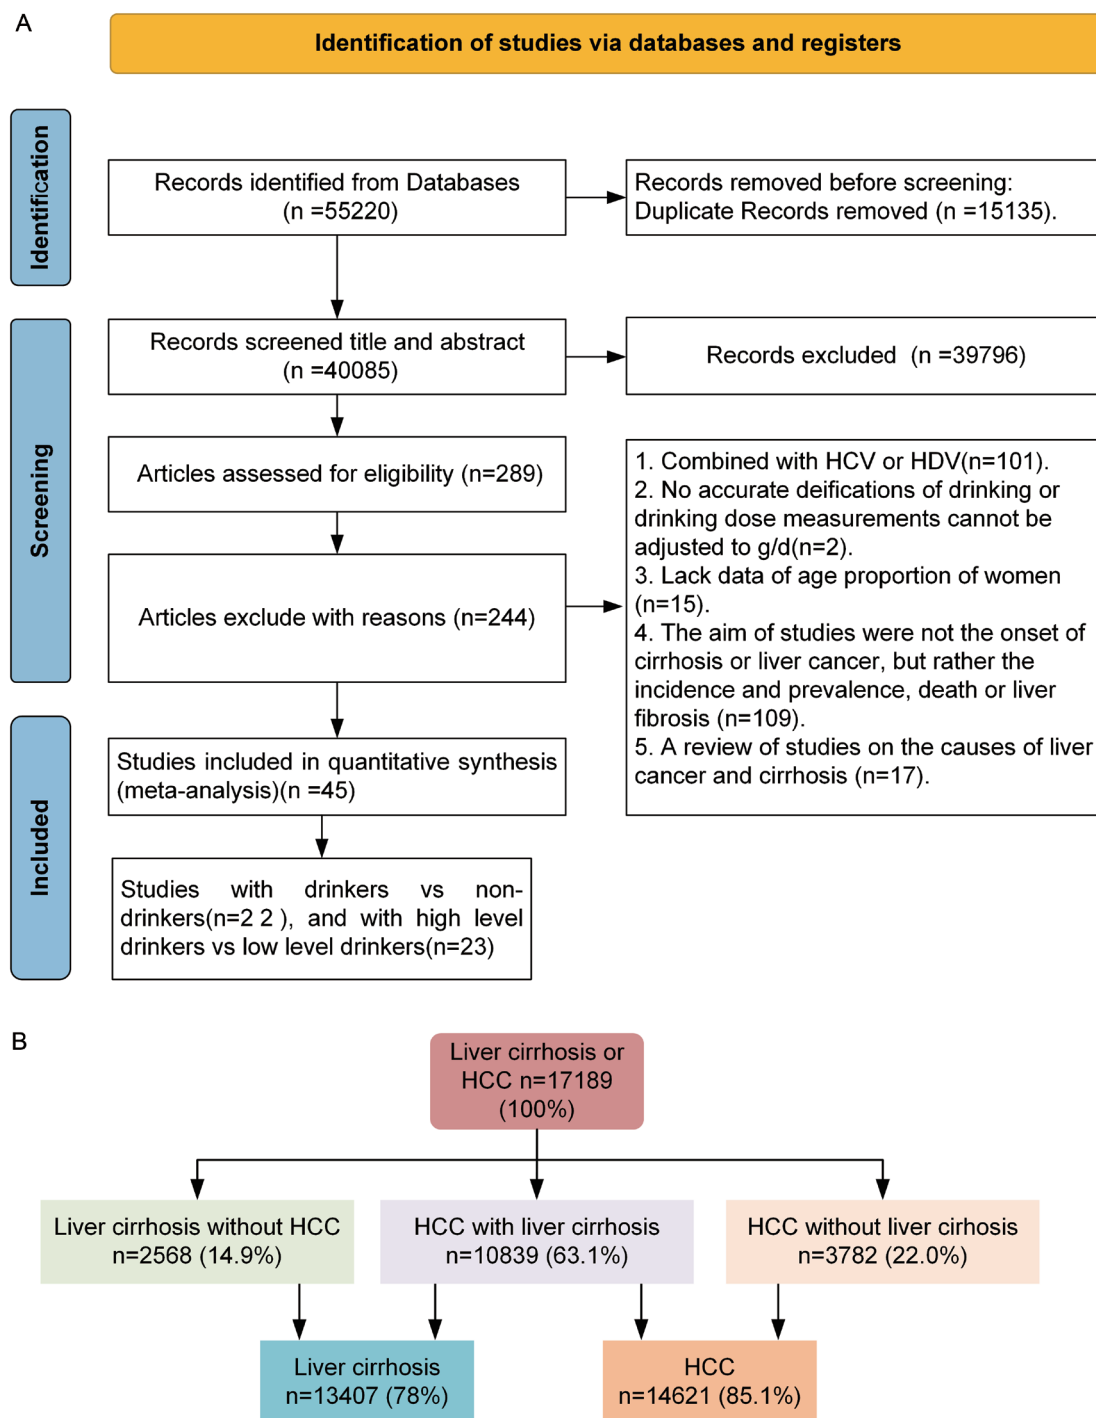 A
Identification of studies via databases and registers
Identification
Records identified from Databases
(n =55220)
Records removed before screening:
Duplicate Records removed (n =15135).
Screening
Records screened title and abstract
(n =40085)
Records excluded (n =39796)
Articles assessed for eligibility (n=289)
Articles exclude with reasons (n=244)
1. Combined with HCV or HDV(n=101).
2. No accurate deifications of drinking or
drinking dose measurements cannot be
adjusted to g/d(n=2).
3. Lack data of age proportion of women
(n=15).
4. The aim of studies were not the onset of
cirrhosis or liver cancer, but rather the
incidence and prevalence, death or liver
fibrosis (n=109).
5. A review of studies on the causes of liver
cancer and cirrhosis (n=17).
Included
Studies included in quantitative synthesis
(meta-analysis)(n =45)
Studies with drinkers vs non-
drinkers(n=2 2 ), and with high level
drinkers vs low level drinkers(n=23)
B
Liver cirrhosis or
HCC n=17189
(100%)
Liver cirrhosis without HCC
n=2568 (14.9%)
HCC with liver cirrhosis
n=10839 (63.1%)
HCC without liver cirhosis
n=3782 (22.0%)
Liver cirrhosis
n=13407 (78%)
HCC
n=14621 (85.1%)